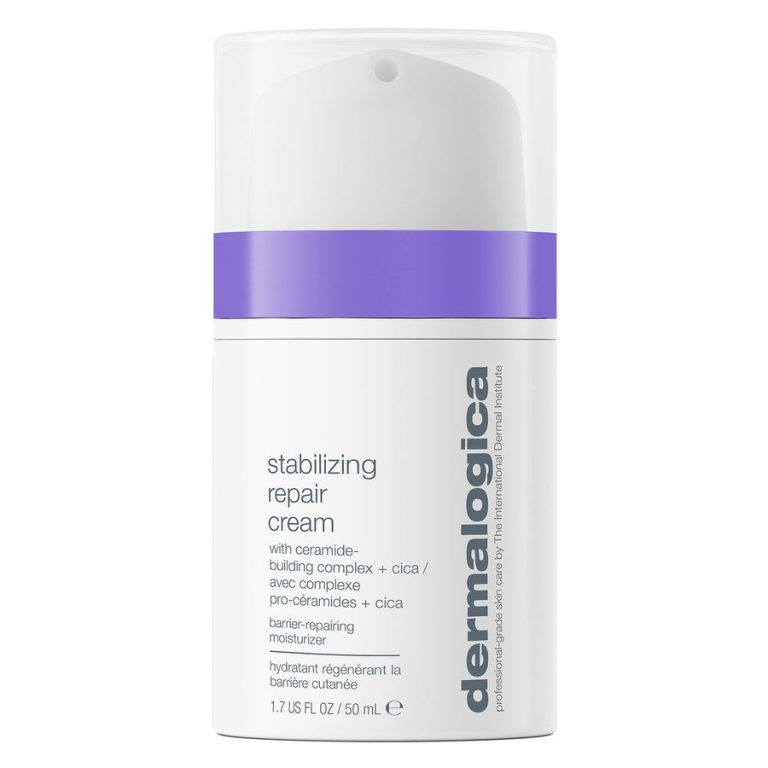 stabilizing
repair
cream
with ceramide-
building complex + cica /
avec complexe
pro-céramides + cica
barrier-repairing
moisturizer
hydratant régénérant la
barrière cutanée
1.7 US FL OZ / 50 mL ℮
dermalogica
professional-grade skin care by The International Dermal Institute